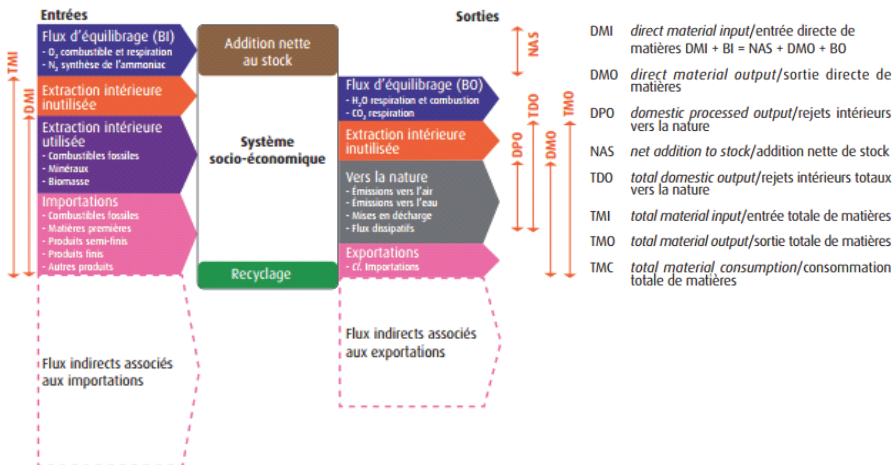 Entrées
Flux d'équilibrage (BI)
- O₂ combustible et respiration
- N₂ synthèse de l'ammoniac
Extraction intérieure
inutilisée
Extraction intérieure
utilisée
- Combustibles fossiles
- Minéraux
- Biomasse
Importations
- Combustibles fossiles
- Matières premières
- Produits semi-finis
- Produits finis
- Autres produits
Flux indirects associés
aux importations
TMI
DMI
Addition nette
au stock
Système
socio-économique
Recyclage
Sorties
Flux d'équilibrage (BO)
- H₂O respiration et combustion
- CO₂ respiration
Extraction intérieure
inutilisée
Vers la nature
- Émissions vers l'air
- Émissions vers l'eau
- Mises en décharge
- Flux dissipatifs
Exportations
- Cf. Importations
Flux indirects associés
aux exportations
NAS
DPO
TDO
DMO
TMO
DMI direct material input/entrée directe de
matières DMI + BI = NAS + DMO + BO
DMO direct material output/sortie directe de
matières
DPO domestic processed output/rejets intérieurs
vers la nature
NAS net addition to stock/addition nette de stock
TDO total domestic output/rejets intérieurs totaux
vers la nature
TMI total material input/entrée totale de matières
TMO total material output/sortie totale de matières
TMC total material consumption/consommation
totale de matières